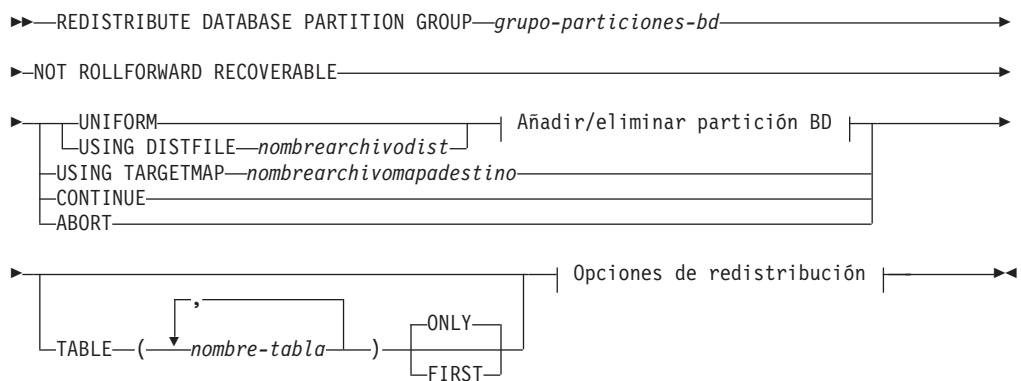 REDISTRIBUTE DATABASE PARTITION GROUP grupo-particiones-bd
NOT ROLLFORWARD RECOVERABLE
UNIFORM
USING DISTFILE nombrearchivodist
Añadir/eliminar partición BD
USING TARGETMAP nombrearchivomapadestino
CONTINUE
ABORT
Opciones de redistribución
,
TABLE ( nombre-tabla )
ONLY
FIRST